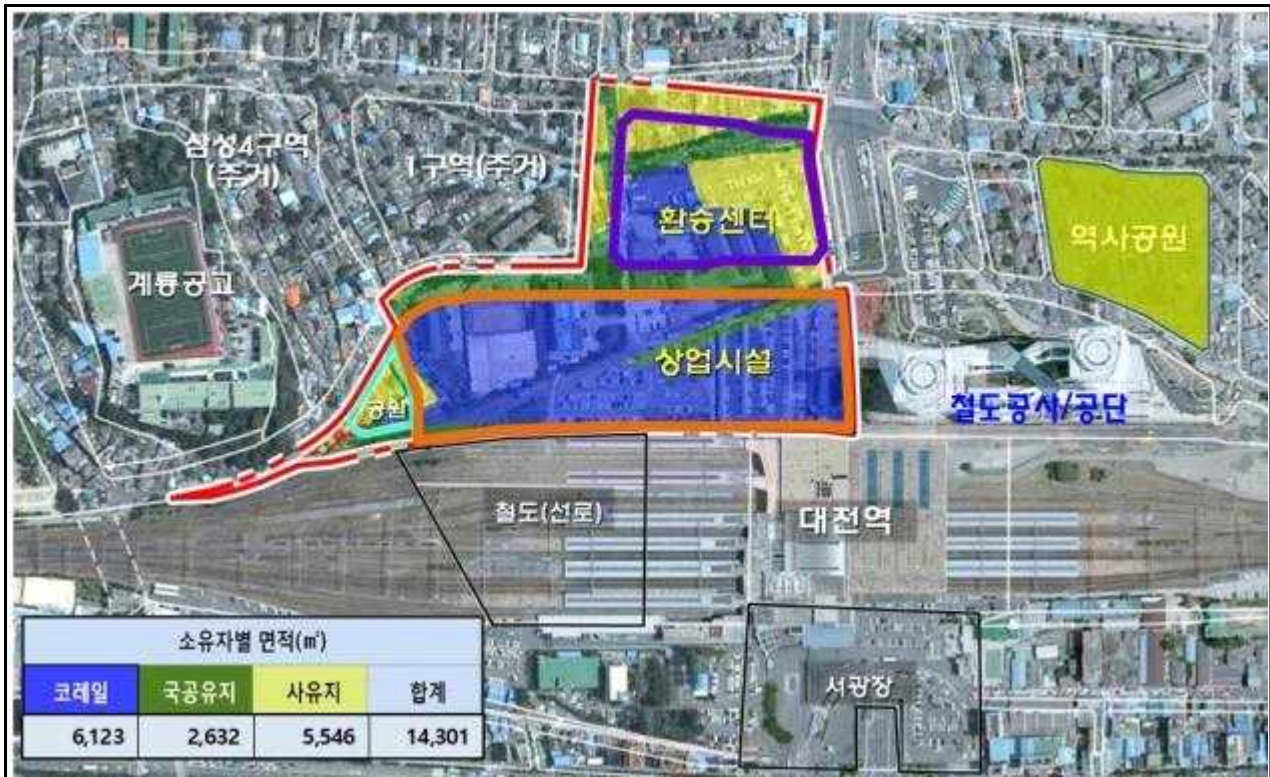 삼성4구역
(주거)
1구역(주거)
환승센터
역사공원
계룡공고
상업시설
공원
철도공사/공단
철도(선로)
대전역
서광장
소유자별 면적(㎡)
코레일 국공유지 사유지 합계
6,123 2,632 5,546 14,301